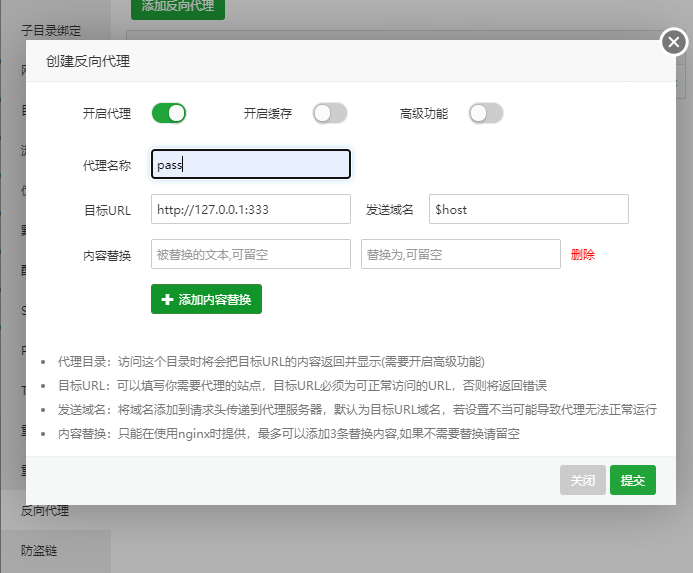 添加反向代理
子目录绑定
创建反向代理
开启代理 开启缓存 高级功能
代理名称 pass
目标URL http://127.0.0.1:333 发送域名 $host
内容替换 被替换的文本,可留空 替换为,可留空 删除
添加内容替换
代理目录：访问这个目录时将会把目标URL的内容返回并显示(需要开启高级功能)
目标URL：可以填写你需要代理的站点，目标URL必须为可正常访问的URL，否则将返回错误
发送域名：将域名添加到请求头传递到代理服务器，默认为目标URL域名，若设置不当可能导致代理无法正常运行
内容替换：只能在使用nginx时提供，最多可以添加3条替换内容,如果不需要替换请留空
关闭 提交
反向代理
防盗链